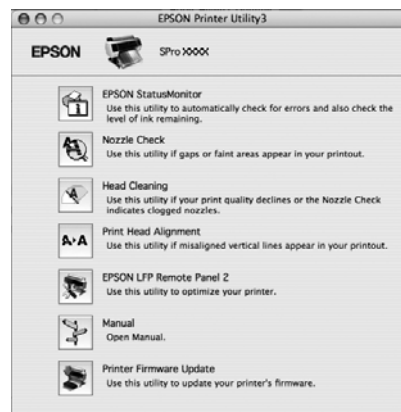 EPSON Printer Utility3
EPSON
SPro XXXX
EPSON StatusMonitor
Use this utility to automatically check for errors and also check the
level of ink remaining.
Nozzle Check
Use this utility if gaps or faint areas appear in your printout.
Head Cleaning
Use this utility if your print quality declines or the Nozzle Check
indicates clogged nozzles.
Print Head Alignment
Use this utility if misaligned vertical lines appear in your printout.
EPSON LFP Remote Panel 2
Use this utility to optimize your printer.
Manual
Open Manual.
Printer Firmware Update
Use this utility to update your printer's firmware.